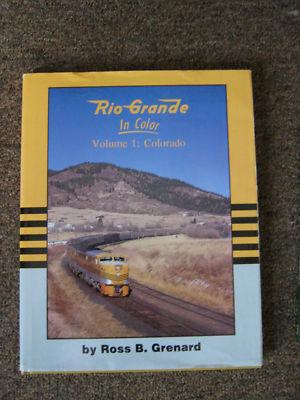 Rio Grande
In Color
Volume 1: Colorado
by Ross B. Grenard